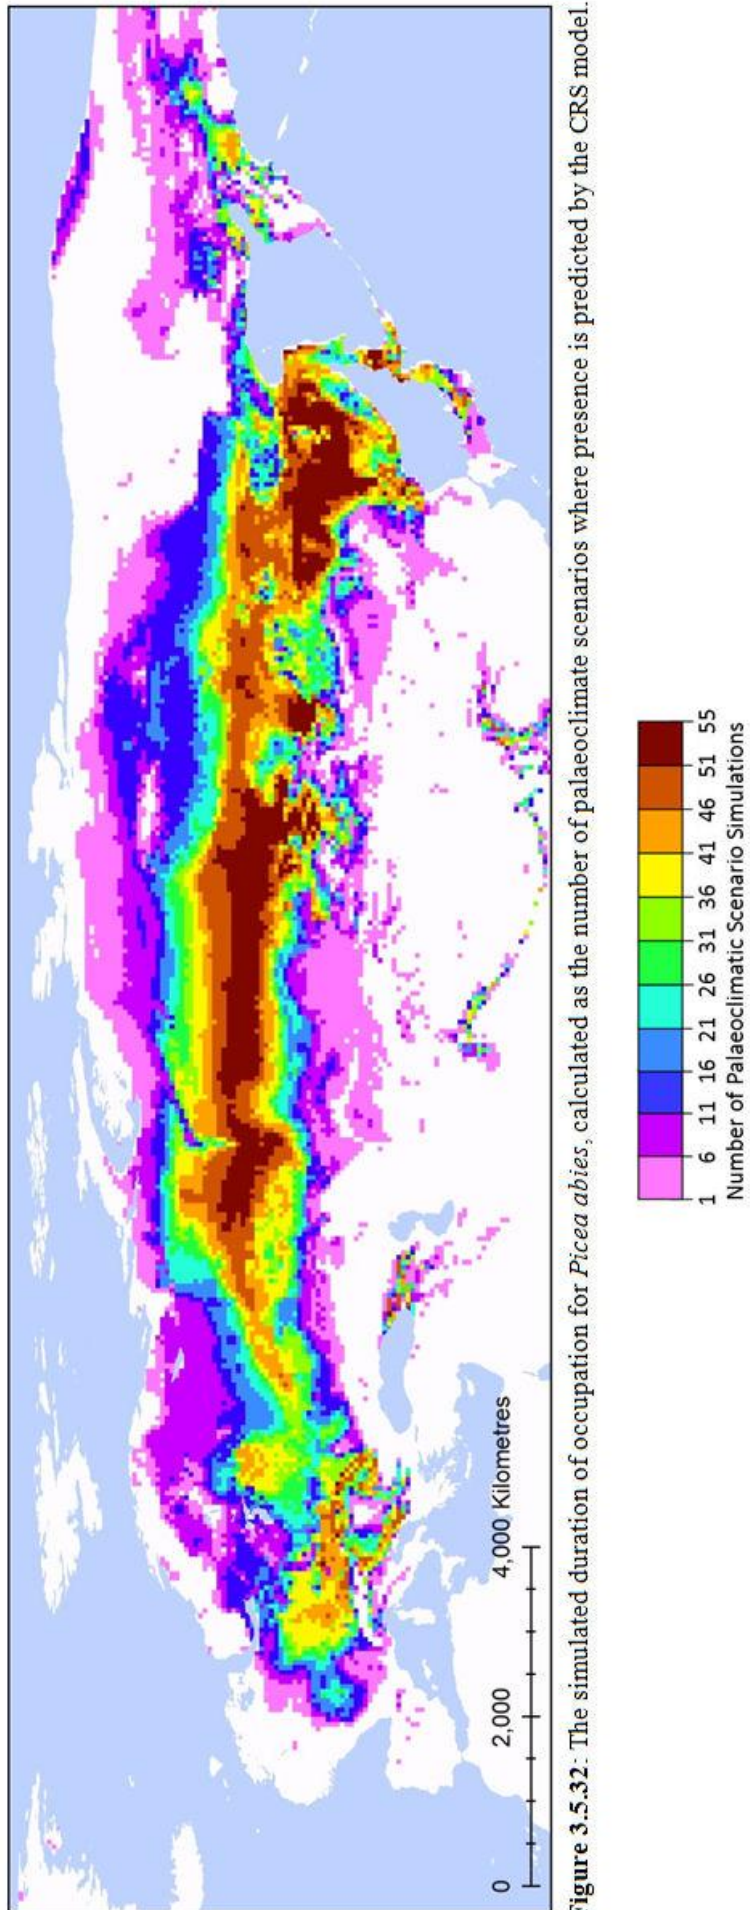 0 2,000 4,000 Kilometres
Figure 3.5.32: The simulated duration of occupation for Picea abies, calculated as the number of palaeoclimate scenarios where presence is predicted by the CRS model.
1 6 11 16 21 26 31 36 41 46 51 55
Number of Palaeoclimatic Scenario Simulations